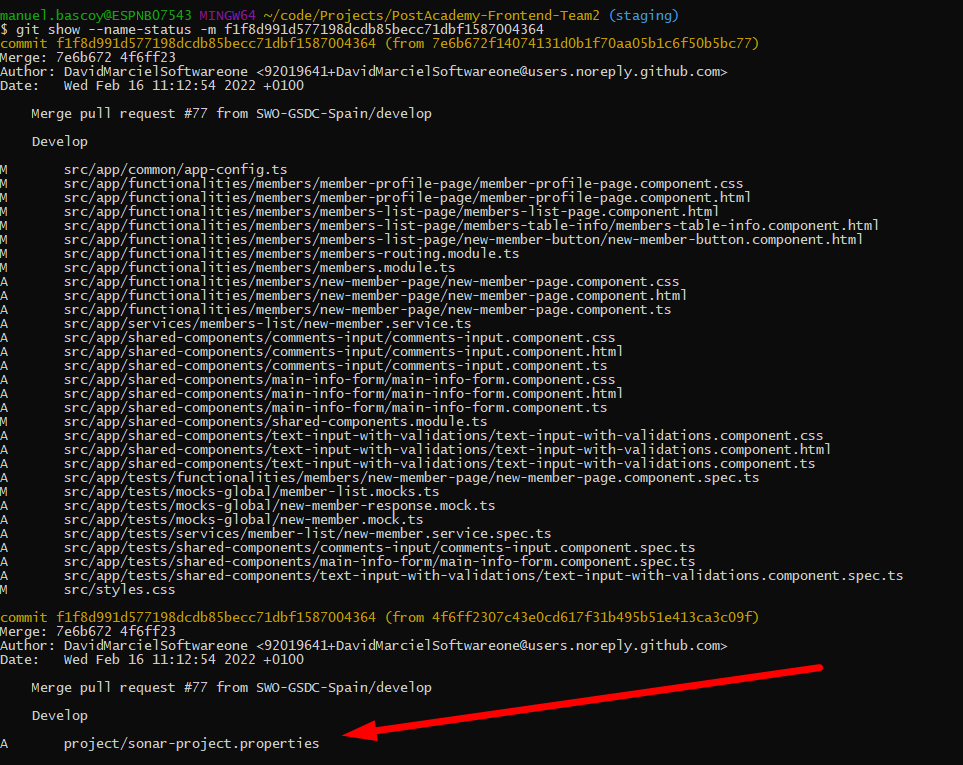 manuel.bascoy@ESPNB07543 MINGW64 ~/code/Projects/PostAcademy-Frontend-Team2 (staging)
$ git show --name-status -m f1f8d991d577198dcdb85becc71dbf1587004364
commit f1f8d991d577198dcdb85becc71dbf1587004364 (from 7e6b672f14074131d0b1f70aa05b1c6f50b5bc77)
Merge: 7e6b672 4f6ff23
Author: DavidMarcielSoftwareone <92019641+DavidMarcielSoftwareone@users.noreply.github.com>
Date:   Wed Feb 16 11:12:54 2022 +0100
Merge pull request #77 from SWO-GSDC-Spain/develop
Develop
M       src/app/common/app-config.ts
M       src/app/functionalities/members/member-profile-page/member-profile-page.component.css
M       src/app/functionalities/members/member-profile-page/member-profile-page.component.html
M       src/app/functionalities/members/members-list-page/members-list-page.component.html
M       src/app/functionalities/members/members-list-page/members-table-info/members-table-info.component.html
M       src/app/functionalities/members/members-list-page/new-member-button/new-member-button.component.html
M       src/app/functionalities/members/members-routing.module.ts
M       src/app/functionalities/members/members.module.ts
A       src/app/functionalities/members/new-member-page/new-member-page.component.css
A       src/app/functionalities/members/new-member-page/new-member-page.component.html
A       src/app/functionalities/members/new-member-page/new-member-page.component.ts
A       src/app/services/members-list/new-member.service.ts
A       src/app/shared-components/comments-input/comments-input.component.css
A       src/app/shared-components/comments-input/comments-input.component.html
A       src/app/shared-components/comments-input/comments-input.component.ts
A       src/app/shared-components/main-info-form/main-info-form.component.css
A       src/app/shared-components/main-info-form/main-info-form.component.html
A       src/app/shared-components/main-info-form/main-info-form.component.ts
M       src/app/shared-components/shared-components.module.ts
A       src/app/shared-components/text-input-with-validations/text-input-with-validations.component.css
A       src/app/shared-components/text-input-with-validations/text-input-with-validations.component.html
A       src/app/shared-components/text-input-with-validations/text-input-with-validations.component.ts
A       src/app/tests/functionalities/members/new-member-page/new-member-page.component.spec.ts
M       src/app/tests/mocks-global/member-list.mocks.ts
A       src/app/tests/mocks-global/new-member-response.mock.ts
A       src/app/tests/mocks-global/new-member.mock.ts
A       src/app/tests/services/member-list/new-member.service.spec.ts
A       src/app/tests/shared-components/comments-input/comments-input.component.spec.ts
A       src/app/tests/shared-components/main-info-form/main-info-form.component.spec.ts
A       src/app/tests/shared-components/text-input-with-validations/text-input-with-validations.component.spec.ts
M       src/styles.css
commit f1f8d991d577198dcdb85becc71dbf1587004364 (from 4f6ff2307c43e0cd617f31b495b51e413ca3c09f)
Merge: 7e6b672 4f6ff23
Author: DavidMarcielSoftwareone <92019641+DavidMarcielSoftwareone@users.noreply.github.com>
Date:   Wed Feb 16 11:12:54 2022 +0100
Merge pull request #77 from SWO-GSDC-Spain/develop
Develop
A       project/sonar-project.properties